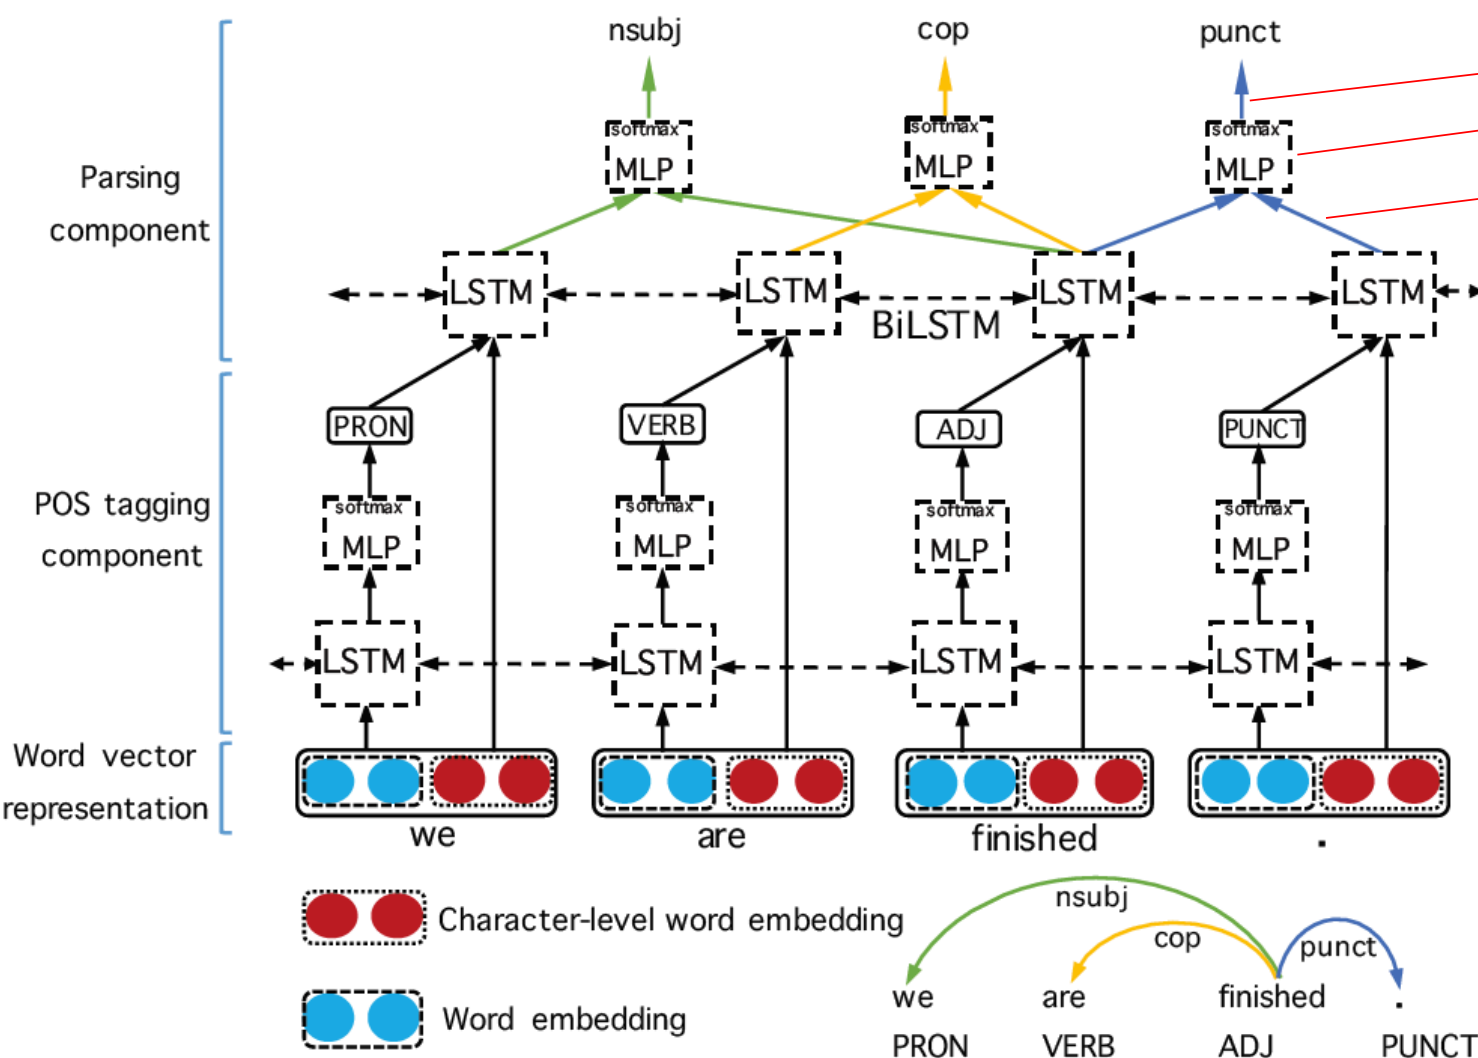 nsubj cop punct
softmax softmax softmax
MLP MLP MLP
Parsing
component
LSTM LSTM LSTM LSTM
BiLSTM
PRON VERB ADJ PUNCT
POS tagging
component
softmax softmax softmax softmax
MLP MLP MLP MLP
LSTM LSTM LSTM LSTM
Word vector
representation
we are finished .
Character-level word embedding
Word embedding
nsubj
cop punct
we are finished .
PRON VERB ADJ PUNCT